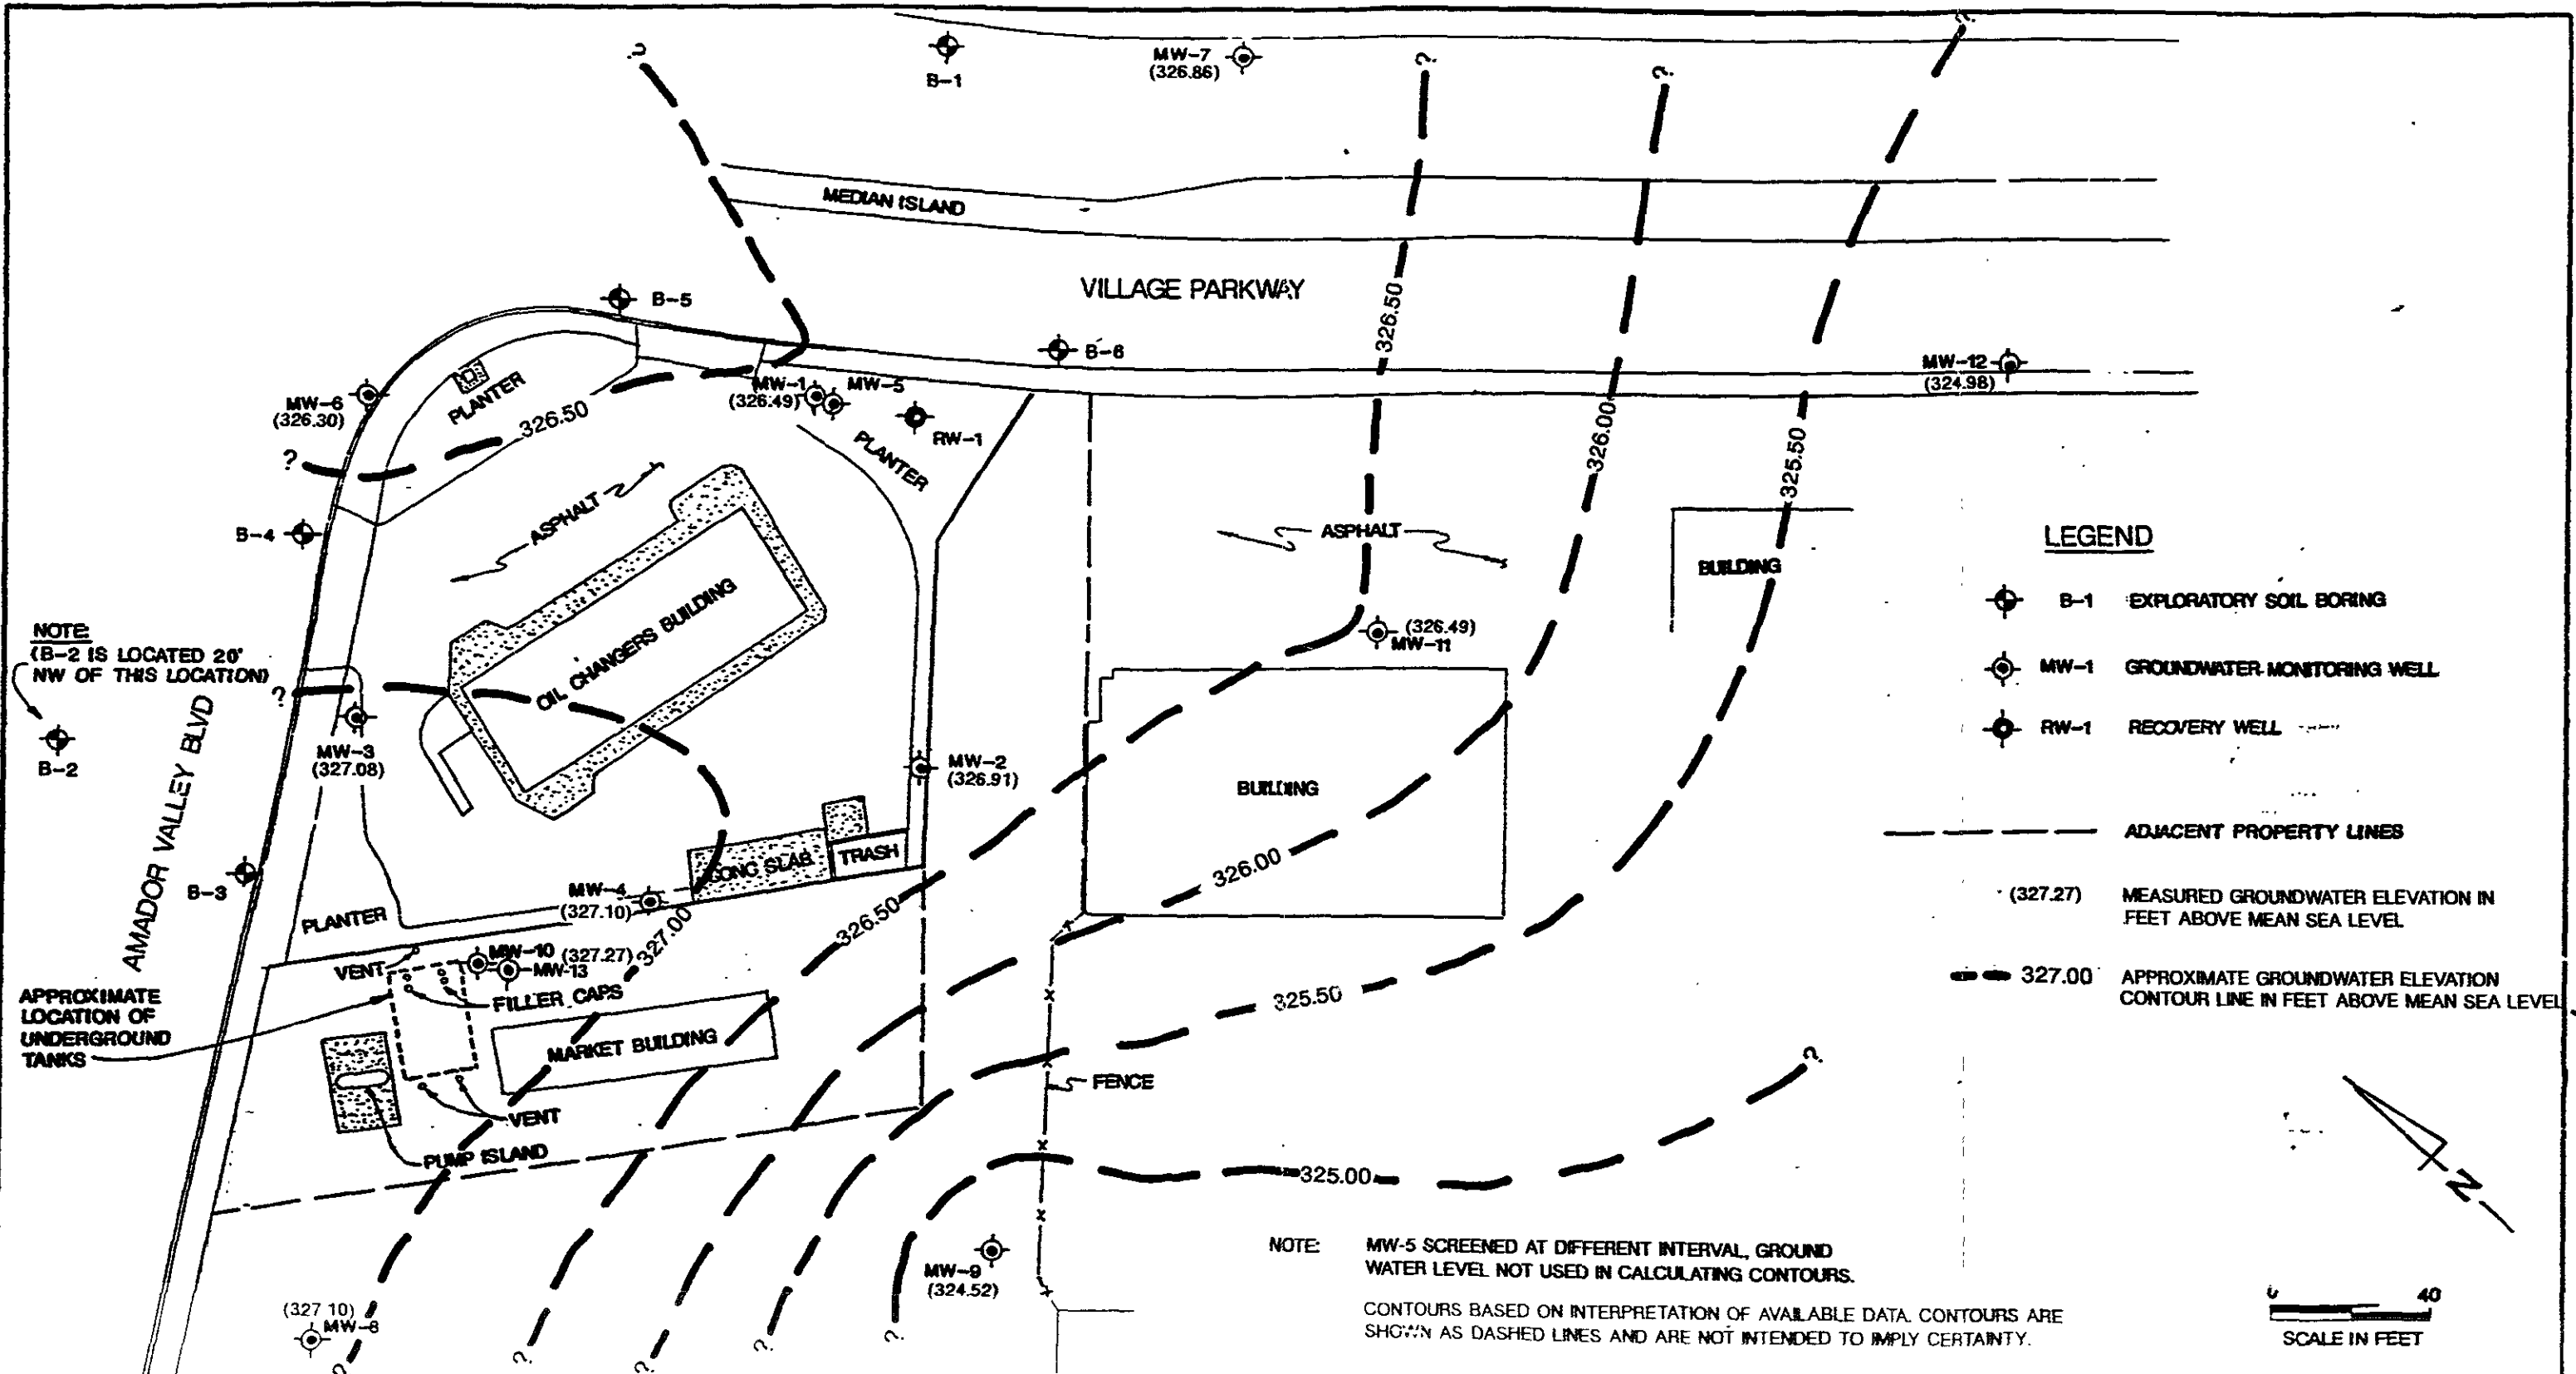 B-1
MW-7
(326.86)
?
?
?
?
MEDIAN ISLAND
VILLAGE PARKWAY
B-5
B-6
326.50
MW-12
(324.98)
MW-6
(326.30)
PLANTER
326.50
MW-1
(326.49)
MW-5
RW-1
PLANTER
326.00
325.50
?
B-4
ASPHALT
ASPHALT
BUILDING
OIL CHANGERS BUILDING
(326.49)
MW-11
NOTE:
(B-2 IS LOCATED 20'
NW OF THIS LOCATION)
?
B-2
AMADOR VALLEY BLVD
MW-3
(327.08)
MW-2
(326.91)
BUILDING
B-3
CONC SLAB
TRASH
MW-4
(327.10)
PLANTER
327.00
326.50
326.00
VENT
MW-10 (327.27)
MW-13
FILLER CAPS
APPROXIMATE
LOCATION OF
UNDERGROUND
TANKS
MARKET BUILDING
325.50
VENT
PUMP ISLAND
FENCE
?
325.00
MW-9
(324.52)
(327 10)
MW-8
?
?
?
?
?
LEGEND
B-1 EXPLORATORY SOIL BORING
MW-1 GROUNDWATER MONITORING WELL
RW-1 RECOVERY WELL
ADJACENT PROPERTY LINES
(327.27) MEASURED GROUNDWATER ELEVATION IN
FEET ABOVE MEAN SEA LEVEL
327.00 APPROXIMATE GROUNDWATER ELEVATION
CONTOUR LINE IN FEET ABOVE MEAN SEA LEVEL
N
NOTE: MW-5 SCREENED AT DIFFERENT INTERVAL, GROUND
WATER LEVEL NOT USED IN CALCULATING CONTOURS.
CONTOURS BASED ON INTERPRETATION OF AVAILABLE DATA. CONTOURS ARE
SHOWN AS DASHED LINES AND ARE NOT INTENDED TO IMPLY CERTAINTY.
0 40
SCALE IN FEET